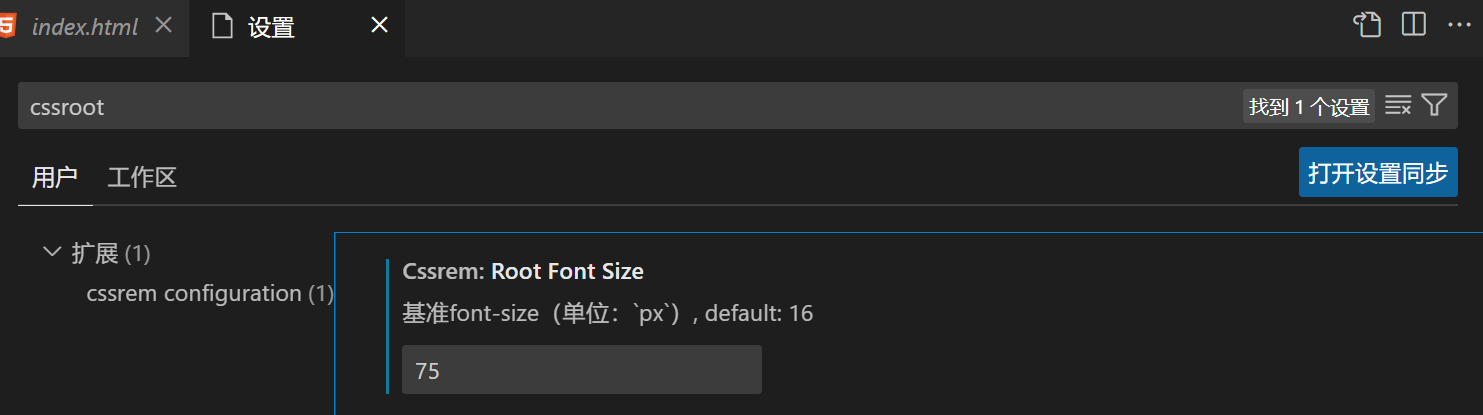 index.html 设置
cssroot 找到 1 个设置
用户 工作区 打开设置同步
扩展 (1)
cssrem configuration (1)
Cssrem: Root Font Size
基准font-size（单位：`px`）, default: 16
75